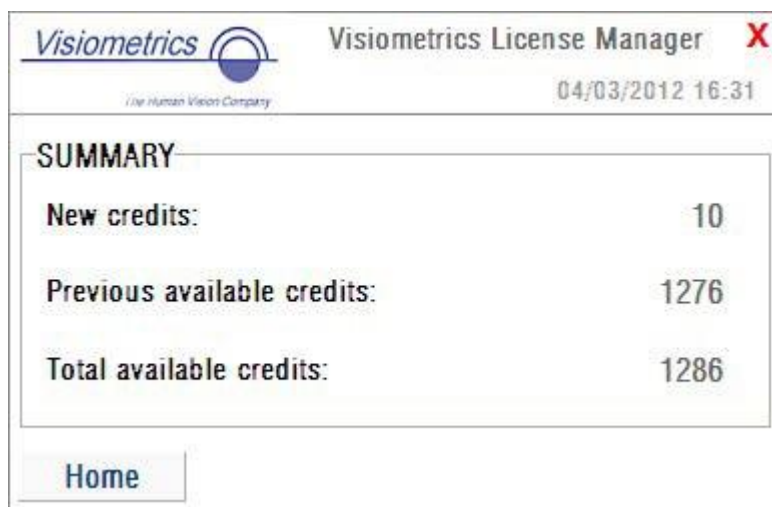 Visiometrics
Visiometrics License Manager X
The Human Vision Company
04/03/2012 16:31
SUMMARY
New credits: 10
Previous available credits: 1276
Total available credits: 1286
Home